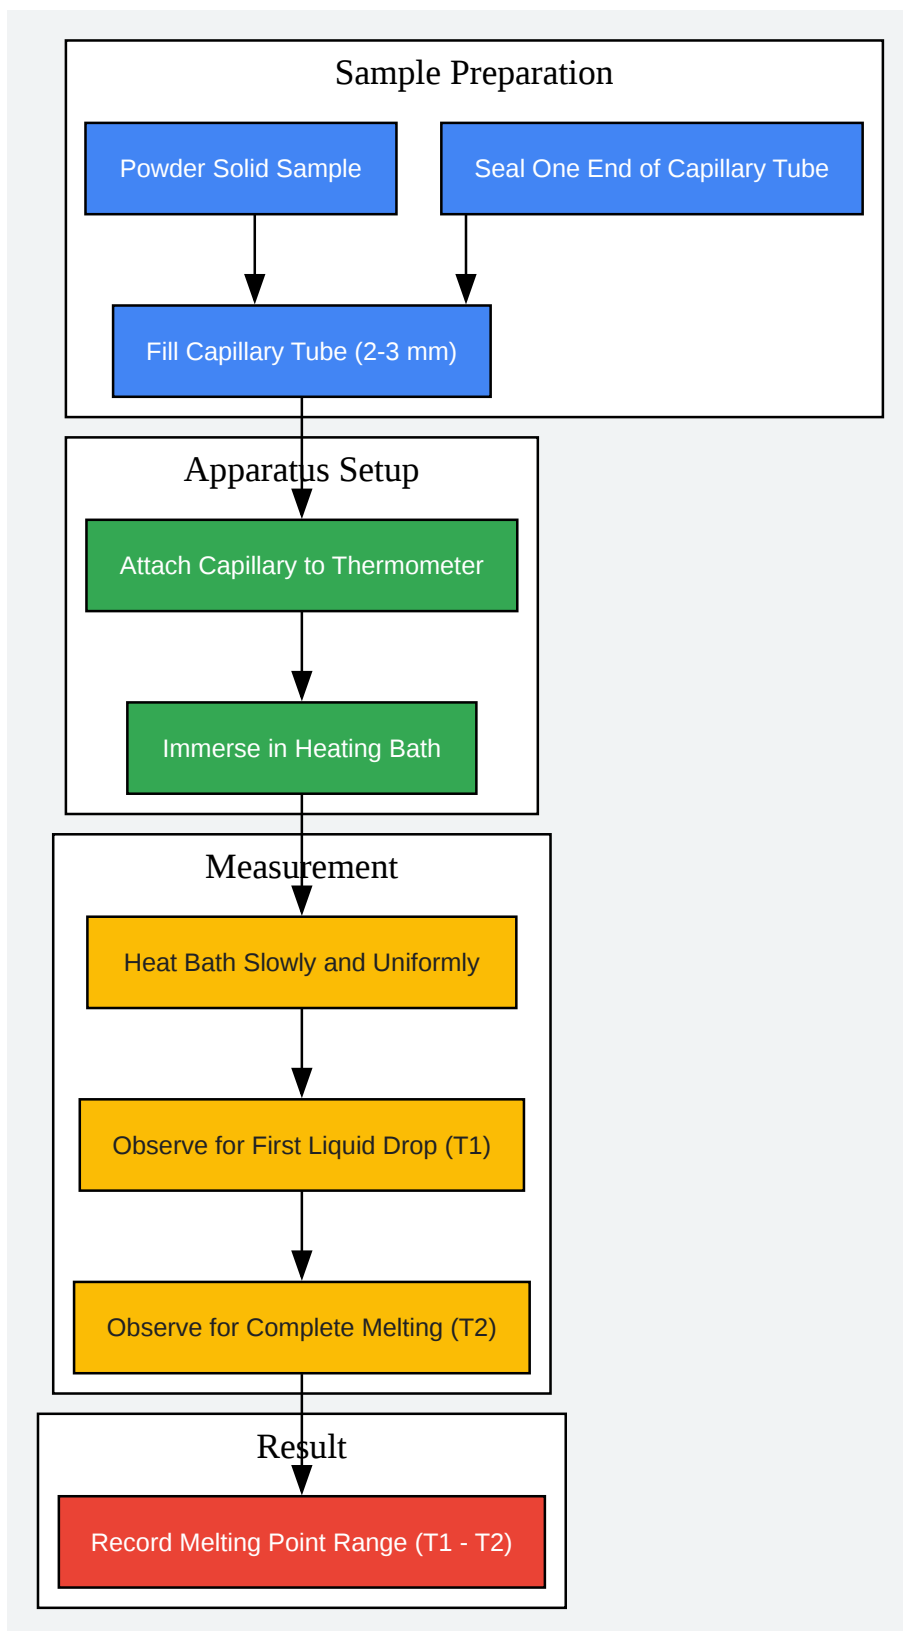 Sample Preparation
Powder Solid Sample
Seal One End of Capillary Tube
Fill Capillary Tube (2-3 mm)
Apparatus Setup
Attach Capillary to Thermometer
Immerse in Heating Bath
Measurement
Heat Bath Slowly and Uniformly
Observe for First Liquid Drop (T1)
Observe for Complete Melting (T2)
Result
Record Melting Point Range (T1 - T2)